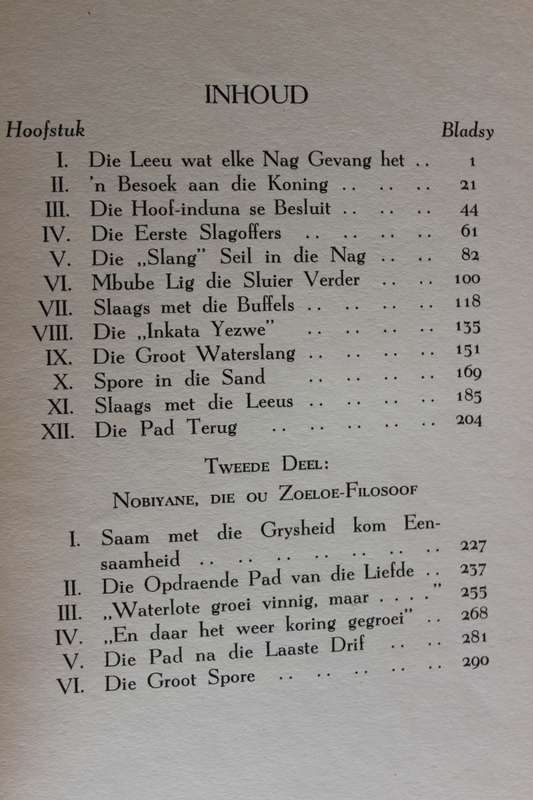 INHOUD
Hoofstuk Bladsy
I. Die Leeu wat elke Nag Gevang het .. 1
II. 'n Besoek aan die Koning .. .. .. 21
III. Die Hoof-induna se Besluit .. .. .. 44
IV. Die Eerste Slagoffers .. .. .. .. 61
V. Die „Slang” Seil in die Nag .. .. 82
VI. Mbube Lig die Sluier Verder .. .. 100
VII. Slaags met die Buffels .. .. .. .. 118
VIII. Die „Inkata Yezwe” .. .. .. .. 135
IX. Die Groot Waterslang .. .. .. .. 151
X. Spore in die Sand .. .. .. .. 169
XI. Slaags met die Leeus .. .. .. .. 185
XII. Die Pad Terug .. .. .. .. .. 204
TWEEDE DEEL:
NOBIYANE, DIE OU ZOELOE-FILOSOOF
I. Saam met die Grysheid kom Een-
saamheid .. .. .. .. .. .. .. 227
II. Die Opdraende Pad van die Liefde .. 237
III. „Waterlote groei vinnig, maar . . . .” 255
IV. „En daar het weer koring gegroei” .. 268
V. Die Pad na die Laaste Drif .. .. 281
VI. Die Groot Spore .. .. .. .. .. 290